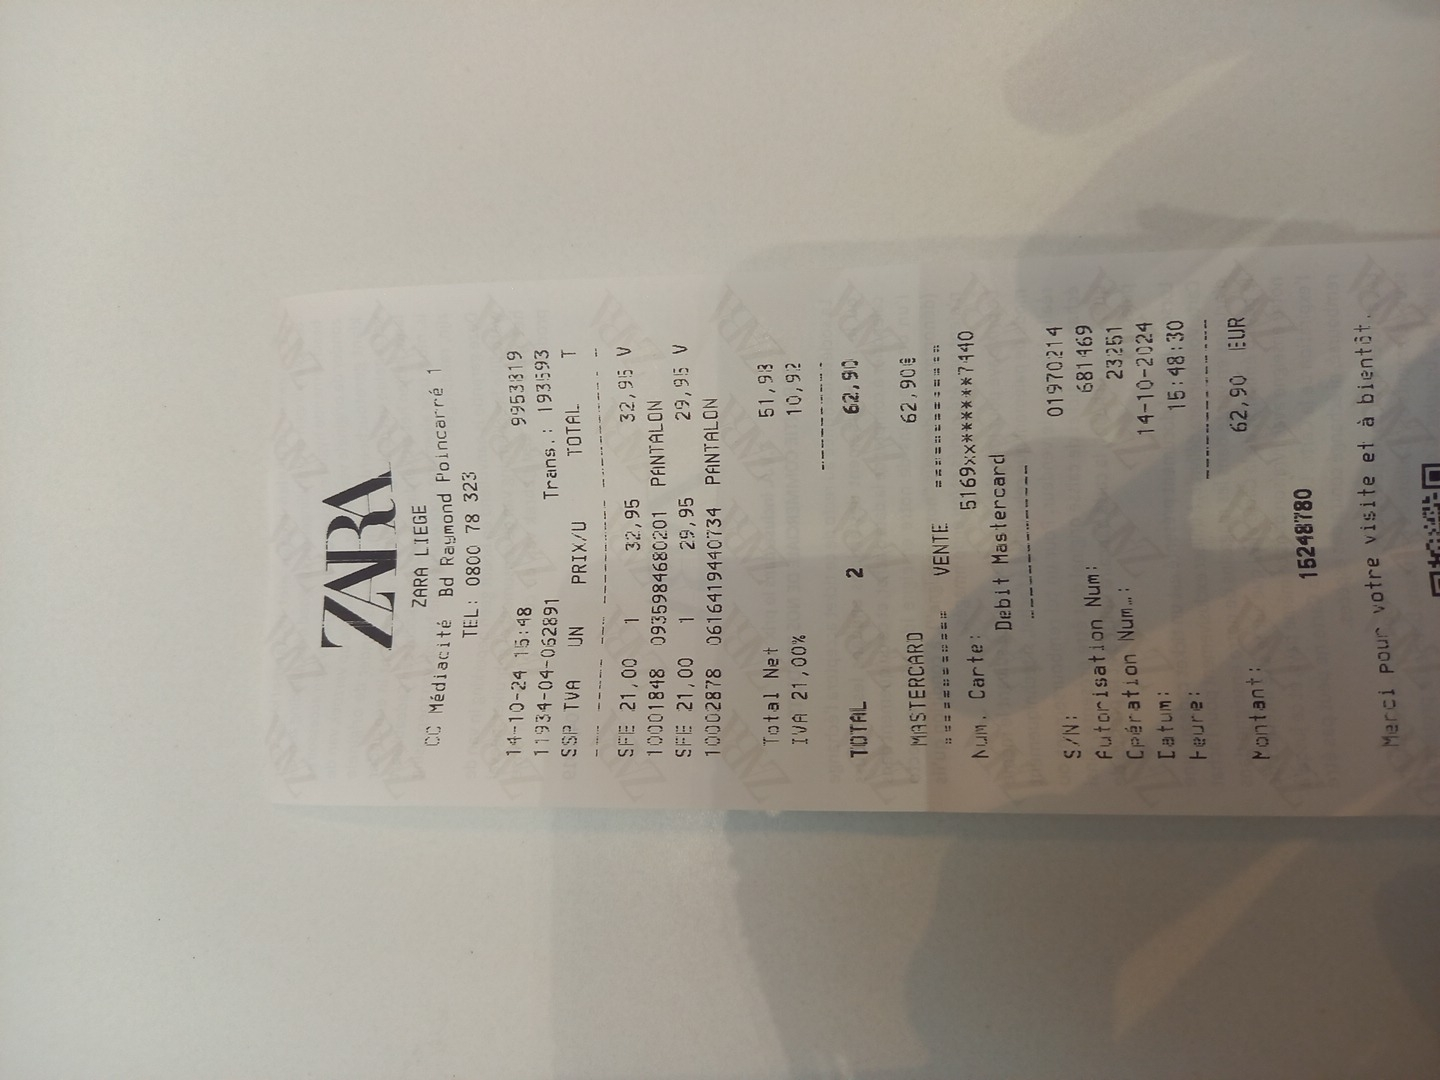 ZARA
ZARA LIEGE
CC Médiacité Bd Raymond Poincarré 1
TEL: 0800 78 323
14-10-24 15:48 9953319
11934-04-062891 Trans.: 193593
SSP TVA UN PRIX/U TOTAL T
SFE 21,00 1 32,95 32,95 V
10001848 0935984680201 PANTALON
SFE 21,00 1 29,95 29,95 V
10002878 0616419440734 PANTALON
Total Net 51,98
IVA 21,00% 10,92
TOTAL 2 62,90
MASTERCARD 62,90€
=========== VENTE ============
Num. Carte: 5169xx******7440
Debit Mastercard
S/N: 01970214
Autorisation Num: 681469
Opération Num…: 23251
Datum: 14-10-2024
Heure: 15:48:30
Montant: 62,90 EUR
15248780
Merci pour votre visite et à bientôt.